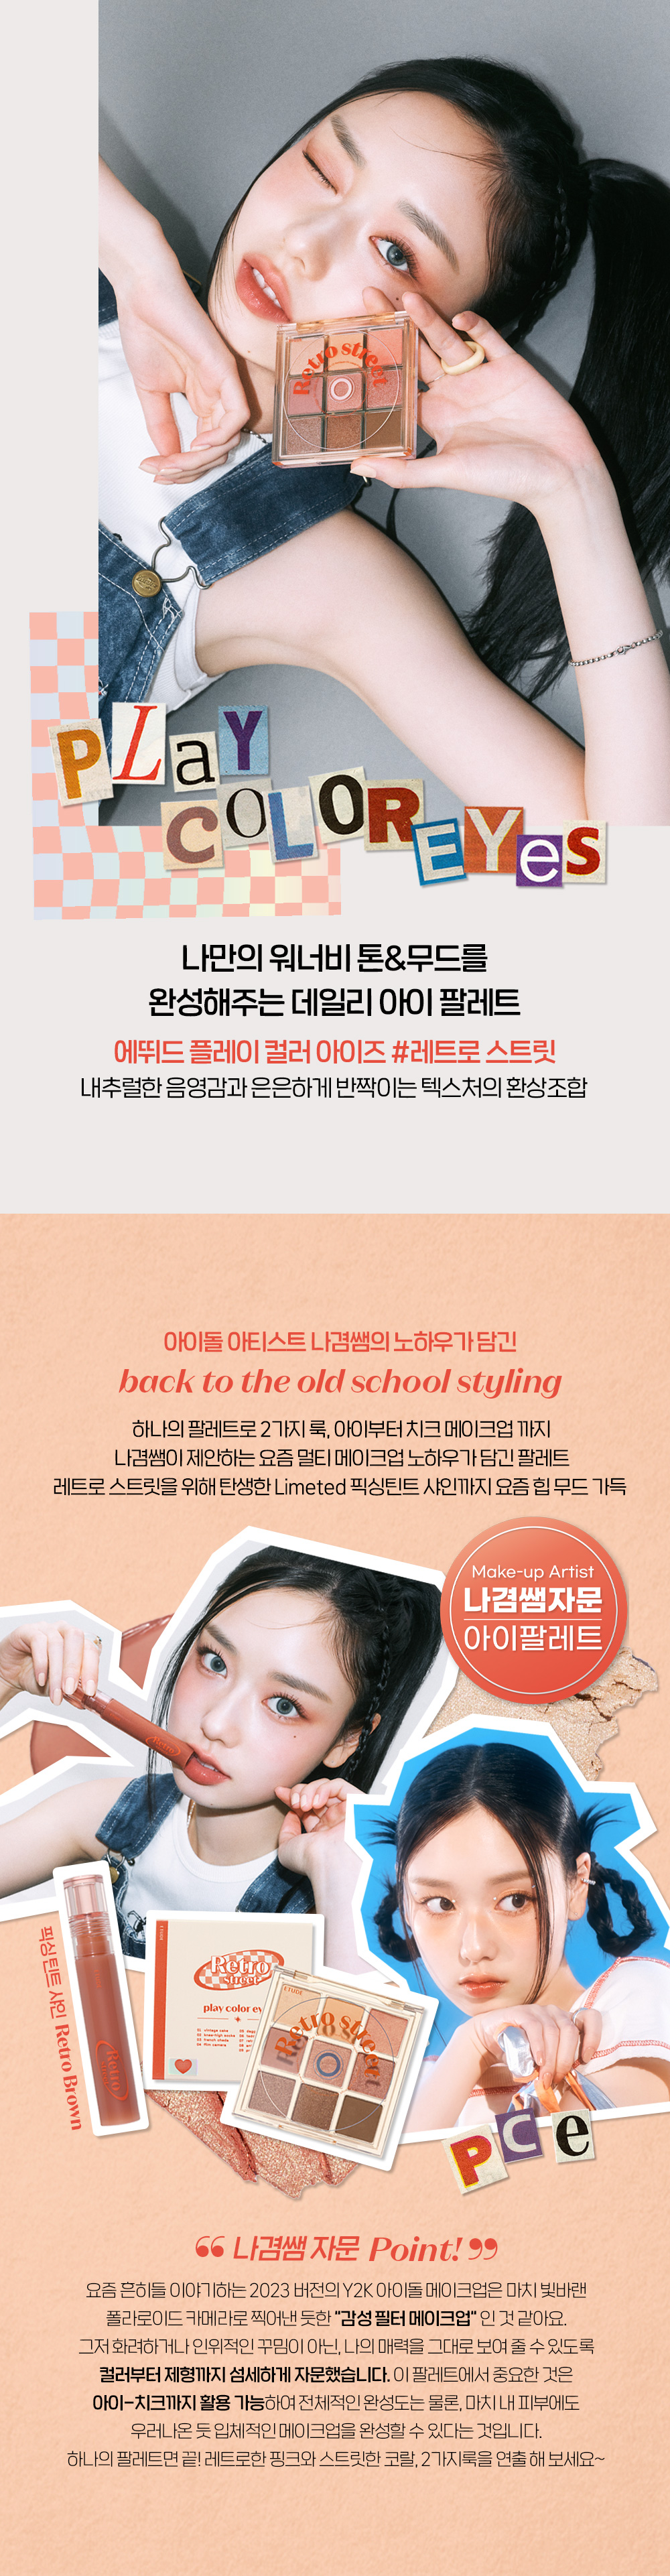 Retro street
PLaY
COLOREYes
나만의 워너비 톤&무드를
완성해주는 데일리 아이 팔레트
에뛰드 플레이 컬러 아이즈 #레트로 스트릿
내추럴한 음영감과 은은하게 반짝이는 텍스처의 환상조합
아이돌 아티스트 나겸쌤의 노하우가 담긴
back to the old school styling
하나의 팔레트로 2가지 룩, 아이부터 치크 메이크업 까지
나겸쌤이 제안하는 요즘 멀티 메이크업 노하우가 담긴 팔레트
레트로 스트릿을 위해 탄생한 Limeted 픽싱틴트 샤인까지 요즘 힙 무드 가득
Make-up Artist
나겸쌤자문
아이팔레트
Retro
픽싱틴트 샤인 Retro Brown
Retro
Retro
street
play color ey
ETUDE
Retro street
PCe
“ 나겸쌤 자문 Point! ”
요즘 흔히들 이야기하는 2023 버전의 Y2K 아이돌 메이크업은 마치 빛바랜
폴라로이드 카메라로 찍어낸 듯한 "감성 필터 메이크업" 인 것 같아요.
그저 화려하거나 인위적인 꾸밈이 아닌, 나의 매력을 그대로 보여 줄 수 있도록
컬러부터 제형까지 섬세하게 자문했습니다. 이 팔레트에서 중요한 것은
아이-치크까지 활용 가능하여 전체적인 완성도는 물론, 마치 내 피부에도
우러나온 듯 입체적인 메이크업을 완성할 수 있다는 것입니다.
하나의 팔레트면 끝! 레트로한 핑크와 스트릿한 코랄, 2가지룩을 연출 해 보세요~